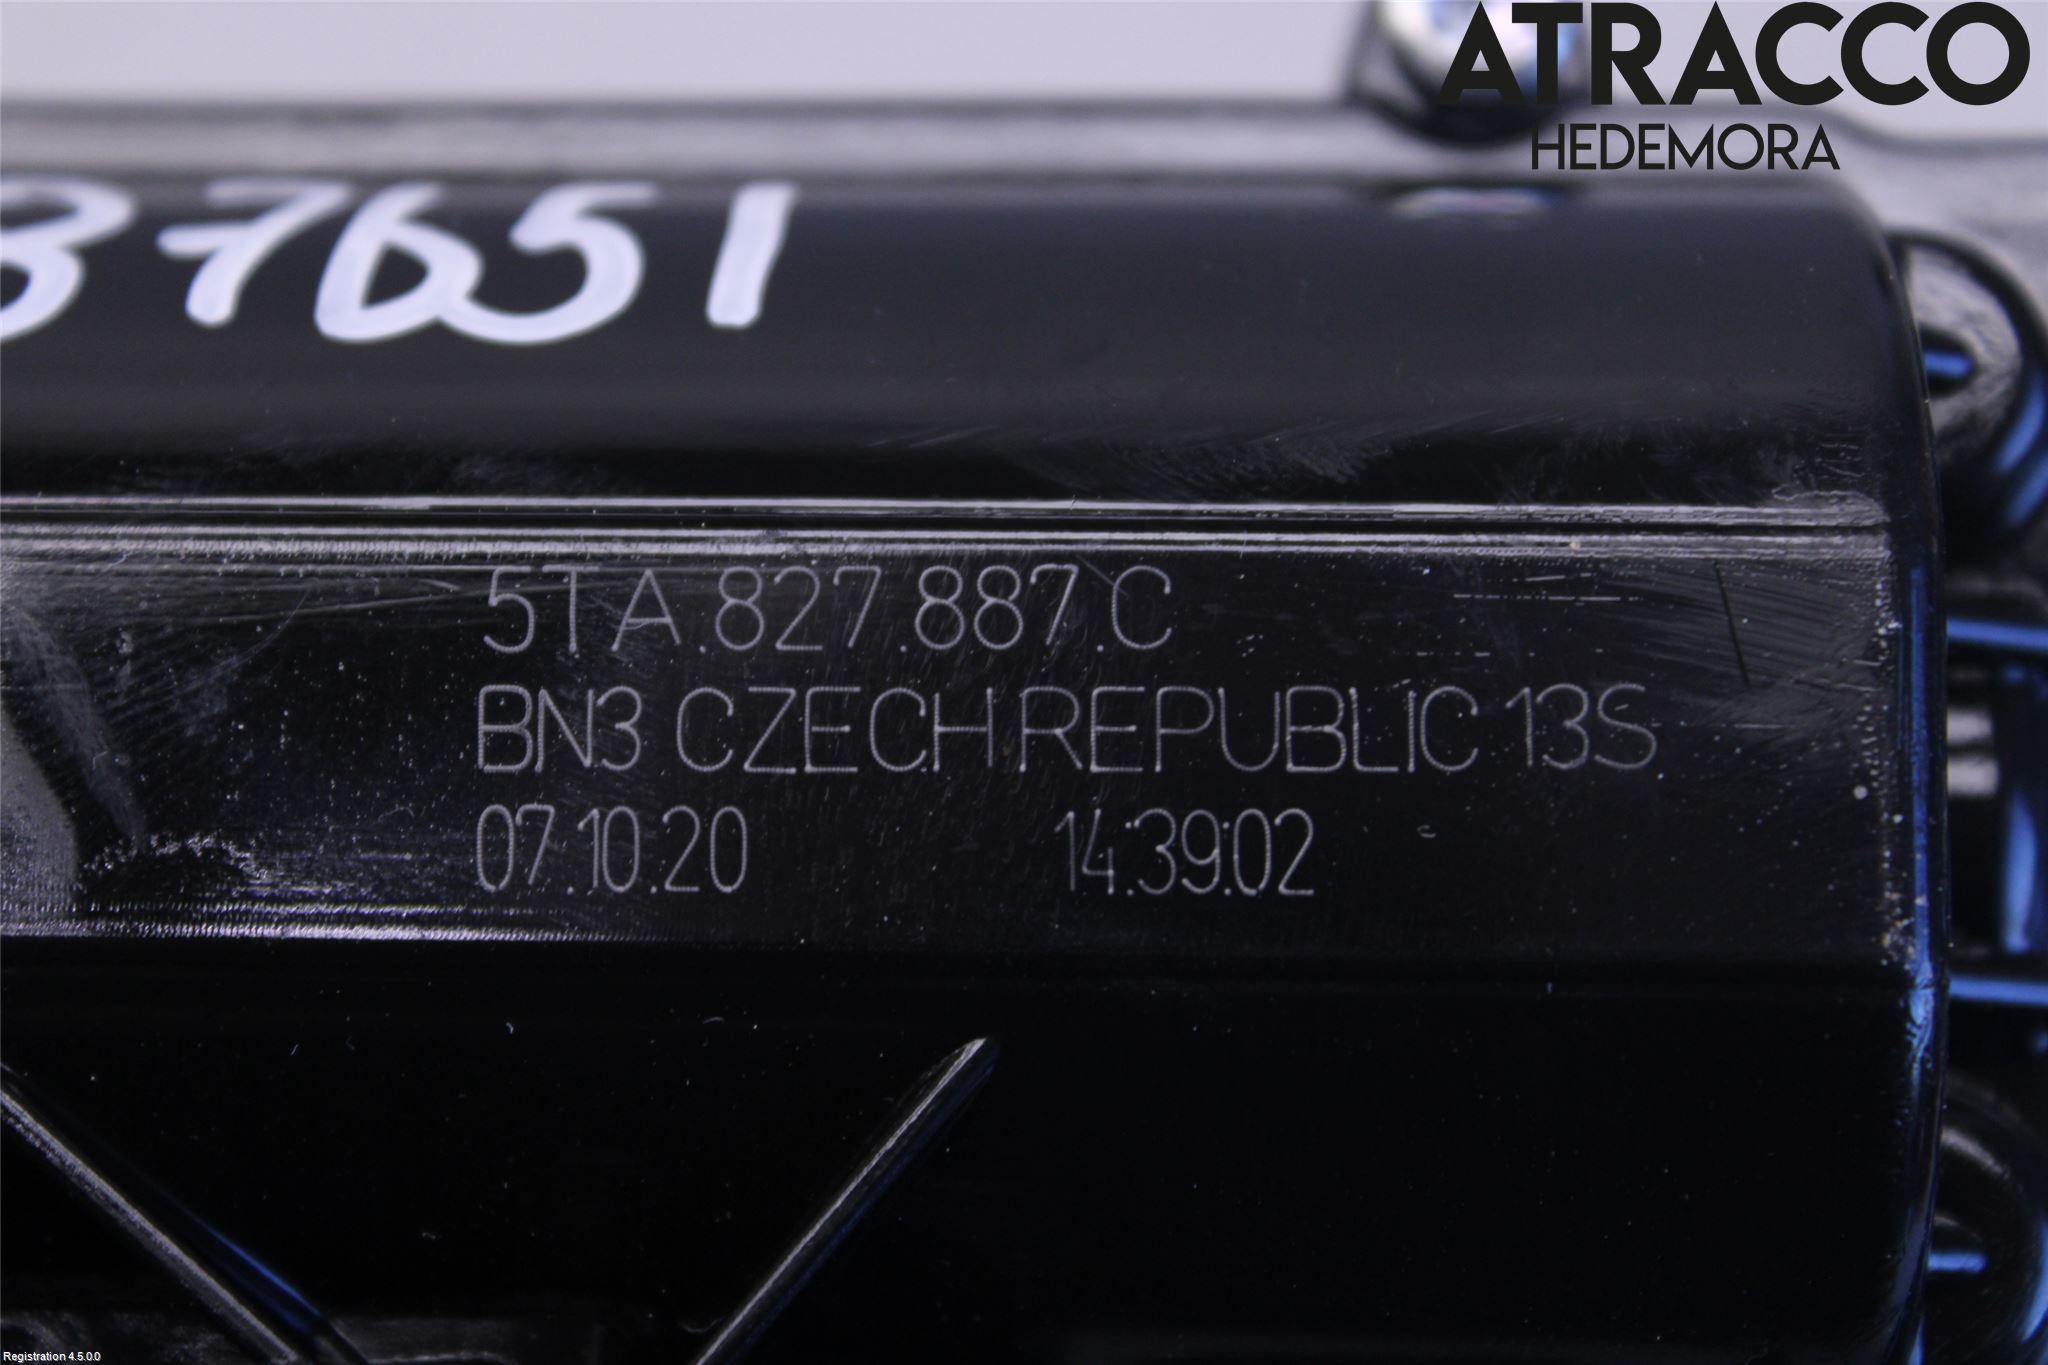 ATRACCO
HEDEMORA
37651
5TA.827.887.C
BN3 CZECH REPUBLIC 13S
07.10.20 14:39:02
Registration 4.5.0.0